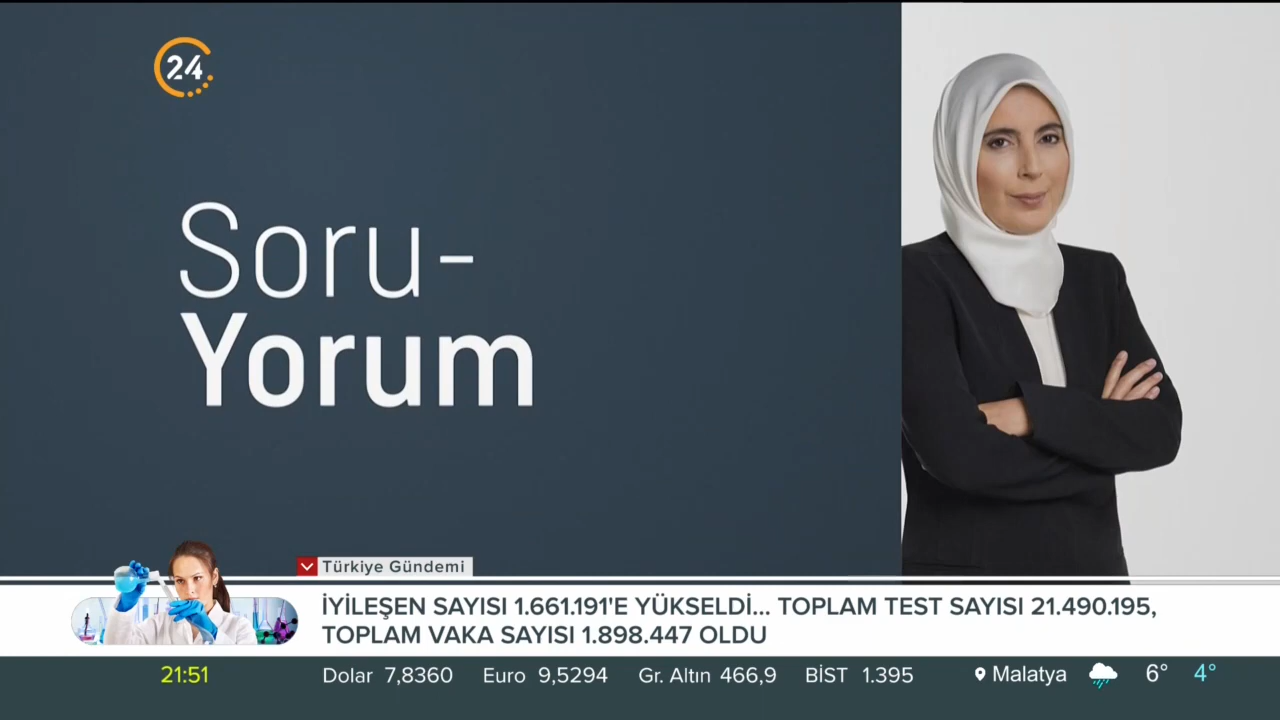 24
Soru-
Yorum
Türkiye Gündemi
İYİLEŞEN SAYISI 1.661.191'E YÜKSELDİ... TOPLAM TEST SAYISI 21.490.195,
TOPLAM VAKA SAYISI 1.898.447 OLDU
21:51 Dolar 7,8360 Euro 9,5294 Gr. Altın 466,9 BİST 1.395 Malatya 6° 4°